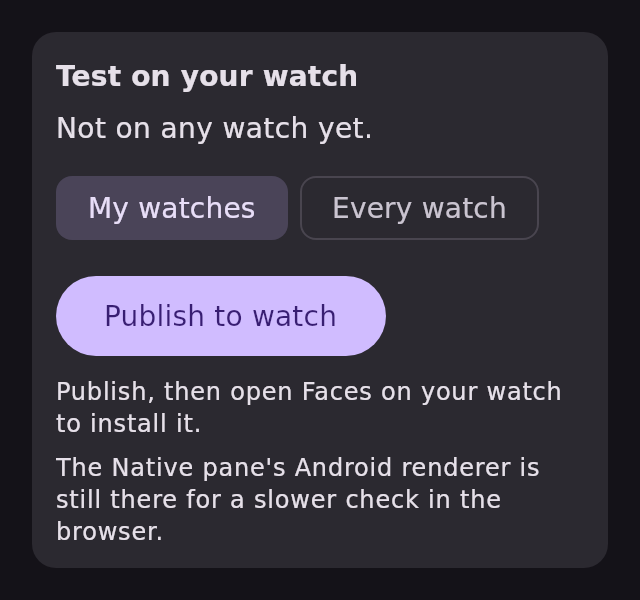 Test on your watch
Not on any watch yet.
My watches
Every watch
Publish to watch
Publish, then open Faces on your watch
to install it.
The Native pane's Android renderer is
still there for a slower check in the
browser.